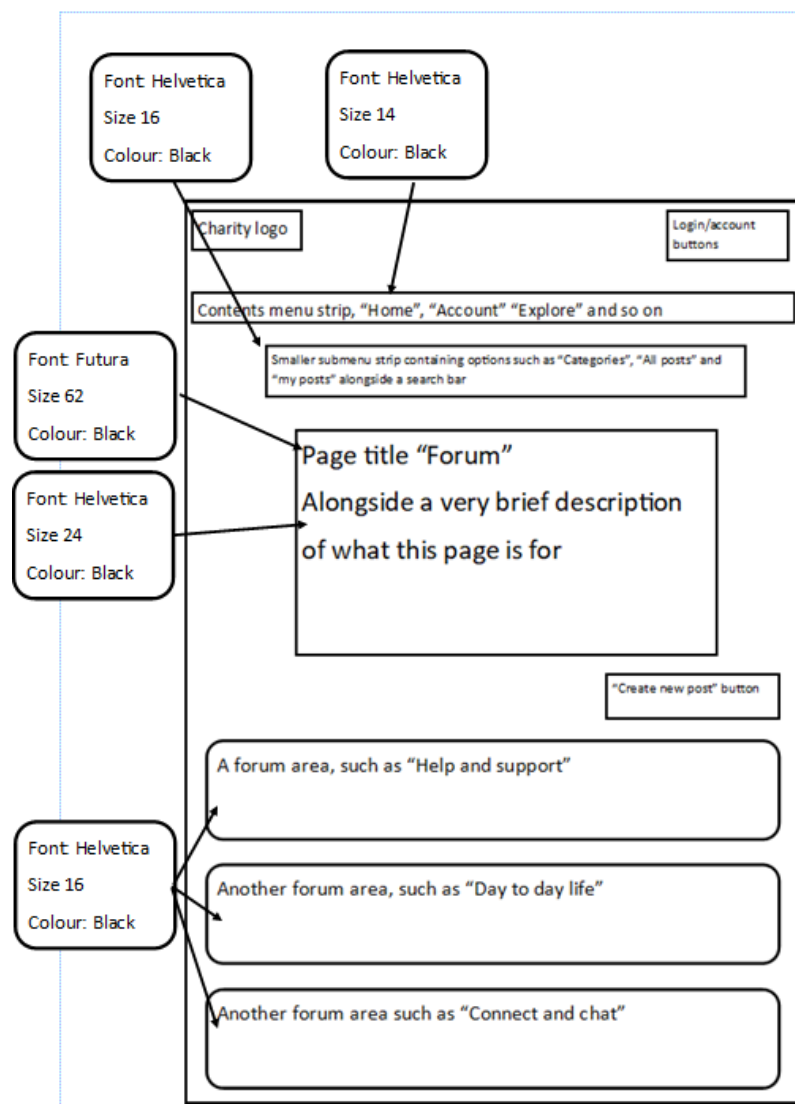 Font: Helvetica
Size 16
Colour: Black
Font: Helvetica
Size 14
Colour: Black
Charity logo
Login/account
buttons
Contents menu strip, “Home”, “Account” “Explore” and so on
Smaller submenu strip containing options such as “Categories”, “All posts” and
“my posts” alongside a search bar
Font: Futura
Size 62
Colour: Black
Page title “Forum”
Alongside a very brief description
of what this page is for
Font: Helvetica
Size 24
Colour: Black
“Create new post” button
A forum area, such as “Help and support”
Font: Helvetica
Size 16
Colour: Black
Another forum area, such as “Day to day life”
Another forum area such as “Connect and chat”